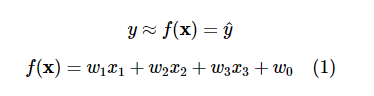 y ≈ f(𝐱) = ŷ
f(𝐱) = w₁x₁ + w₂x₂ + w₃x₃ + w₀ (1)